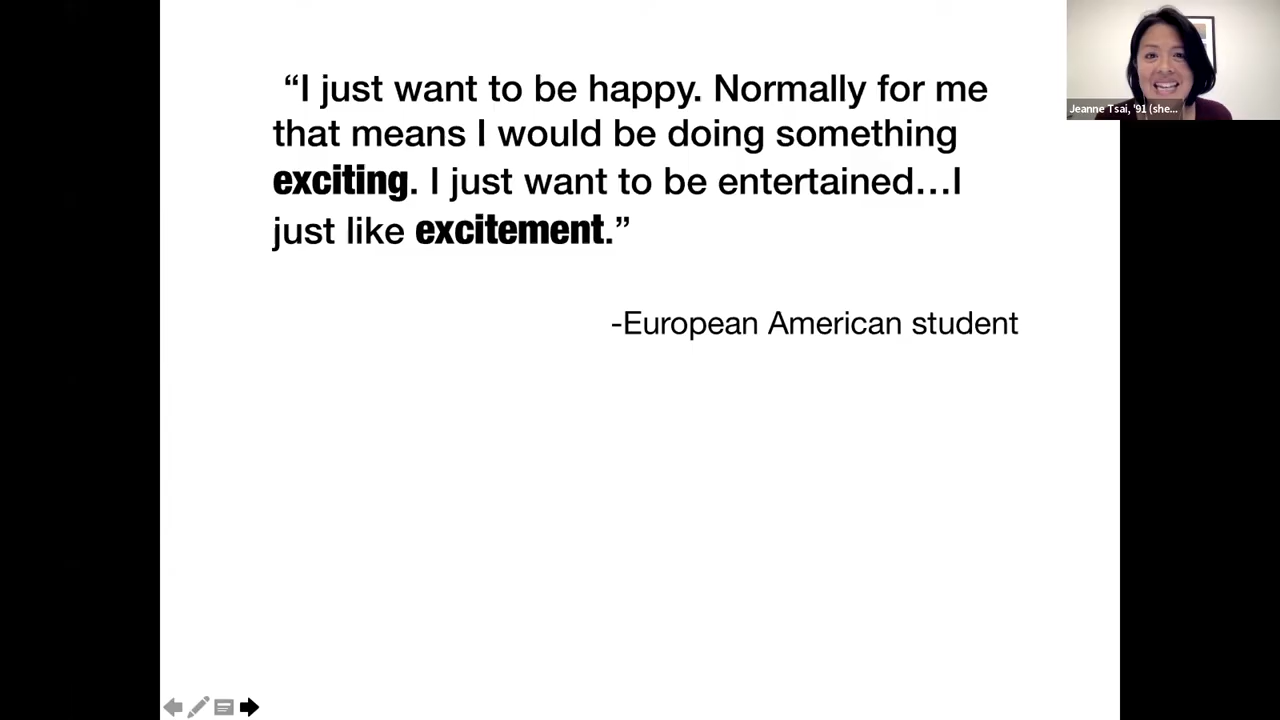 “I just want to be happy. Normally for me
that means I would be doing something
exciting. I just want to be entertained…I
just like excitement.”
-European American student
Jeanne Tsai, '91 (she...